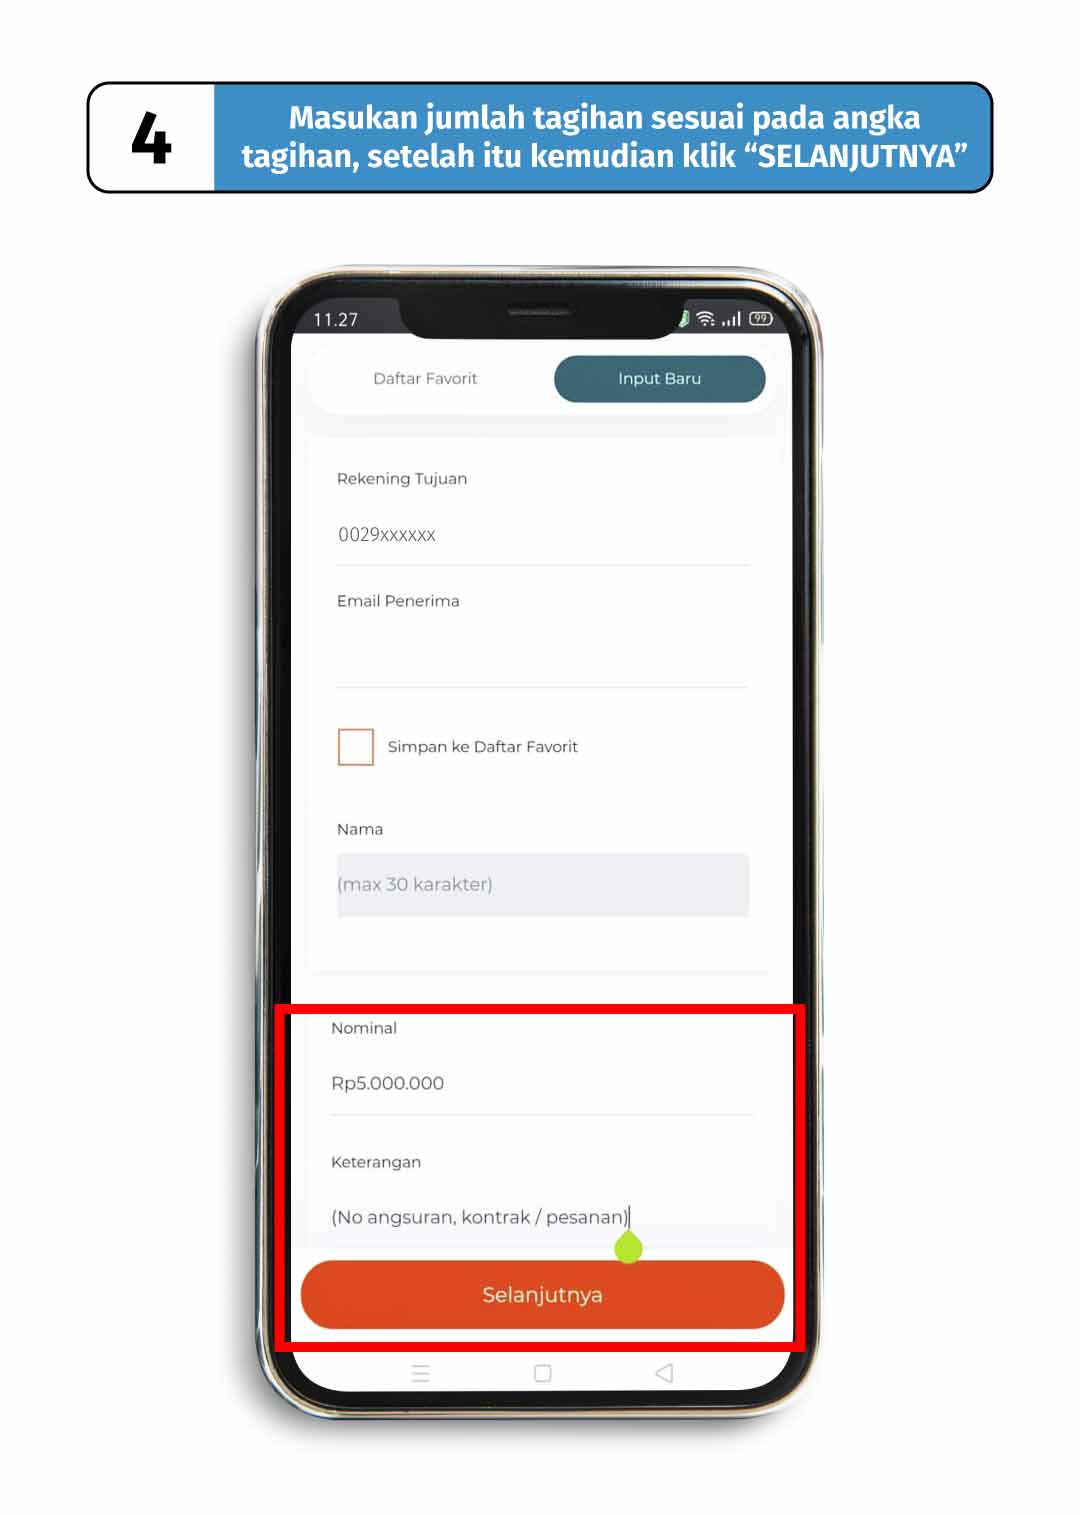 4
Masukan jumlah tagihan sesuai pada angka
tagihan, setelah itu kemudian klik “SELANJUTNYA”
11.27
99
Daftar Favorit
Input Baru
Rekening Tujuan
0029xxxxxx
Email Penerima
Simpan ke Daftar Favorit
Nama
(max 30 karakter)
Nominal
Rp5.000.000
Keterangan
(No angsuran, kontrak / pesanan)
Selanjutnya